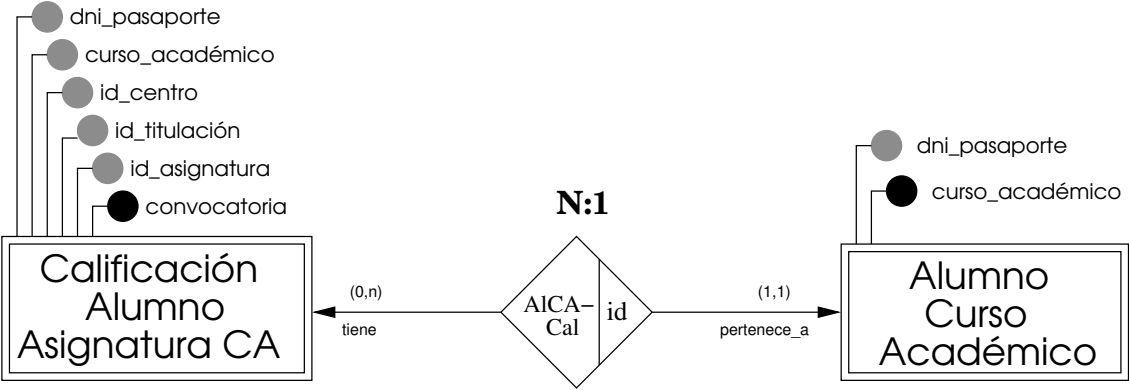 dni_pasaporte
curso_académico
id_centro
id_titulación
id_asignatura
convocatoria
Calificación
Alumno
Asignatura CA
(0,n)
tiene
N:1
AlCA–
Cal
id
(1,1)
pertenece_a
dni_pasaporte
curso_académico
Alumno
Curso
Académico